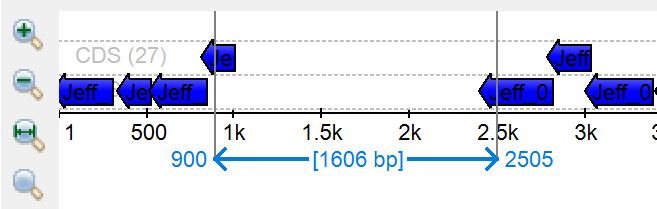 CDS (27)
Je Jeff
Jeff Je Jeff Jeff_0 Jeff_0
1 500 1k 1.5k 2k 2.5k 3k
900 [1606 bp] 2505